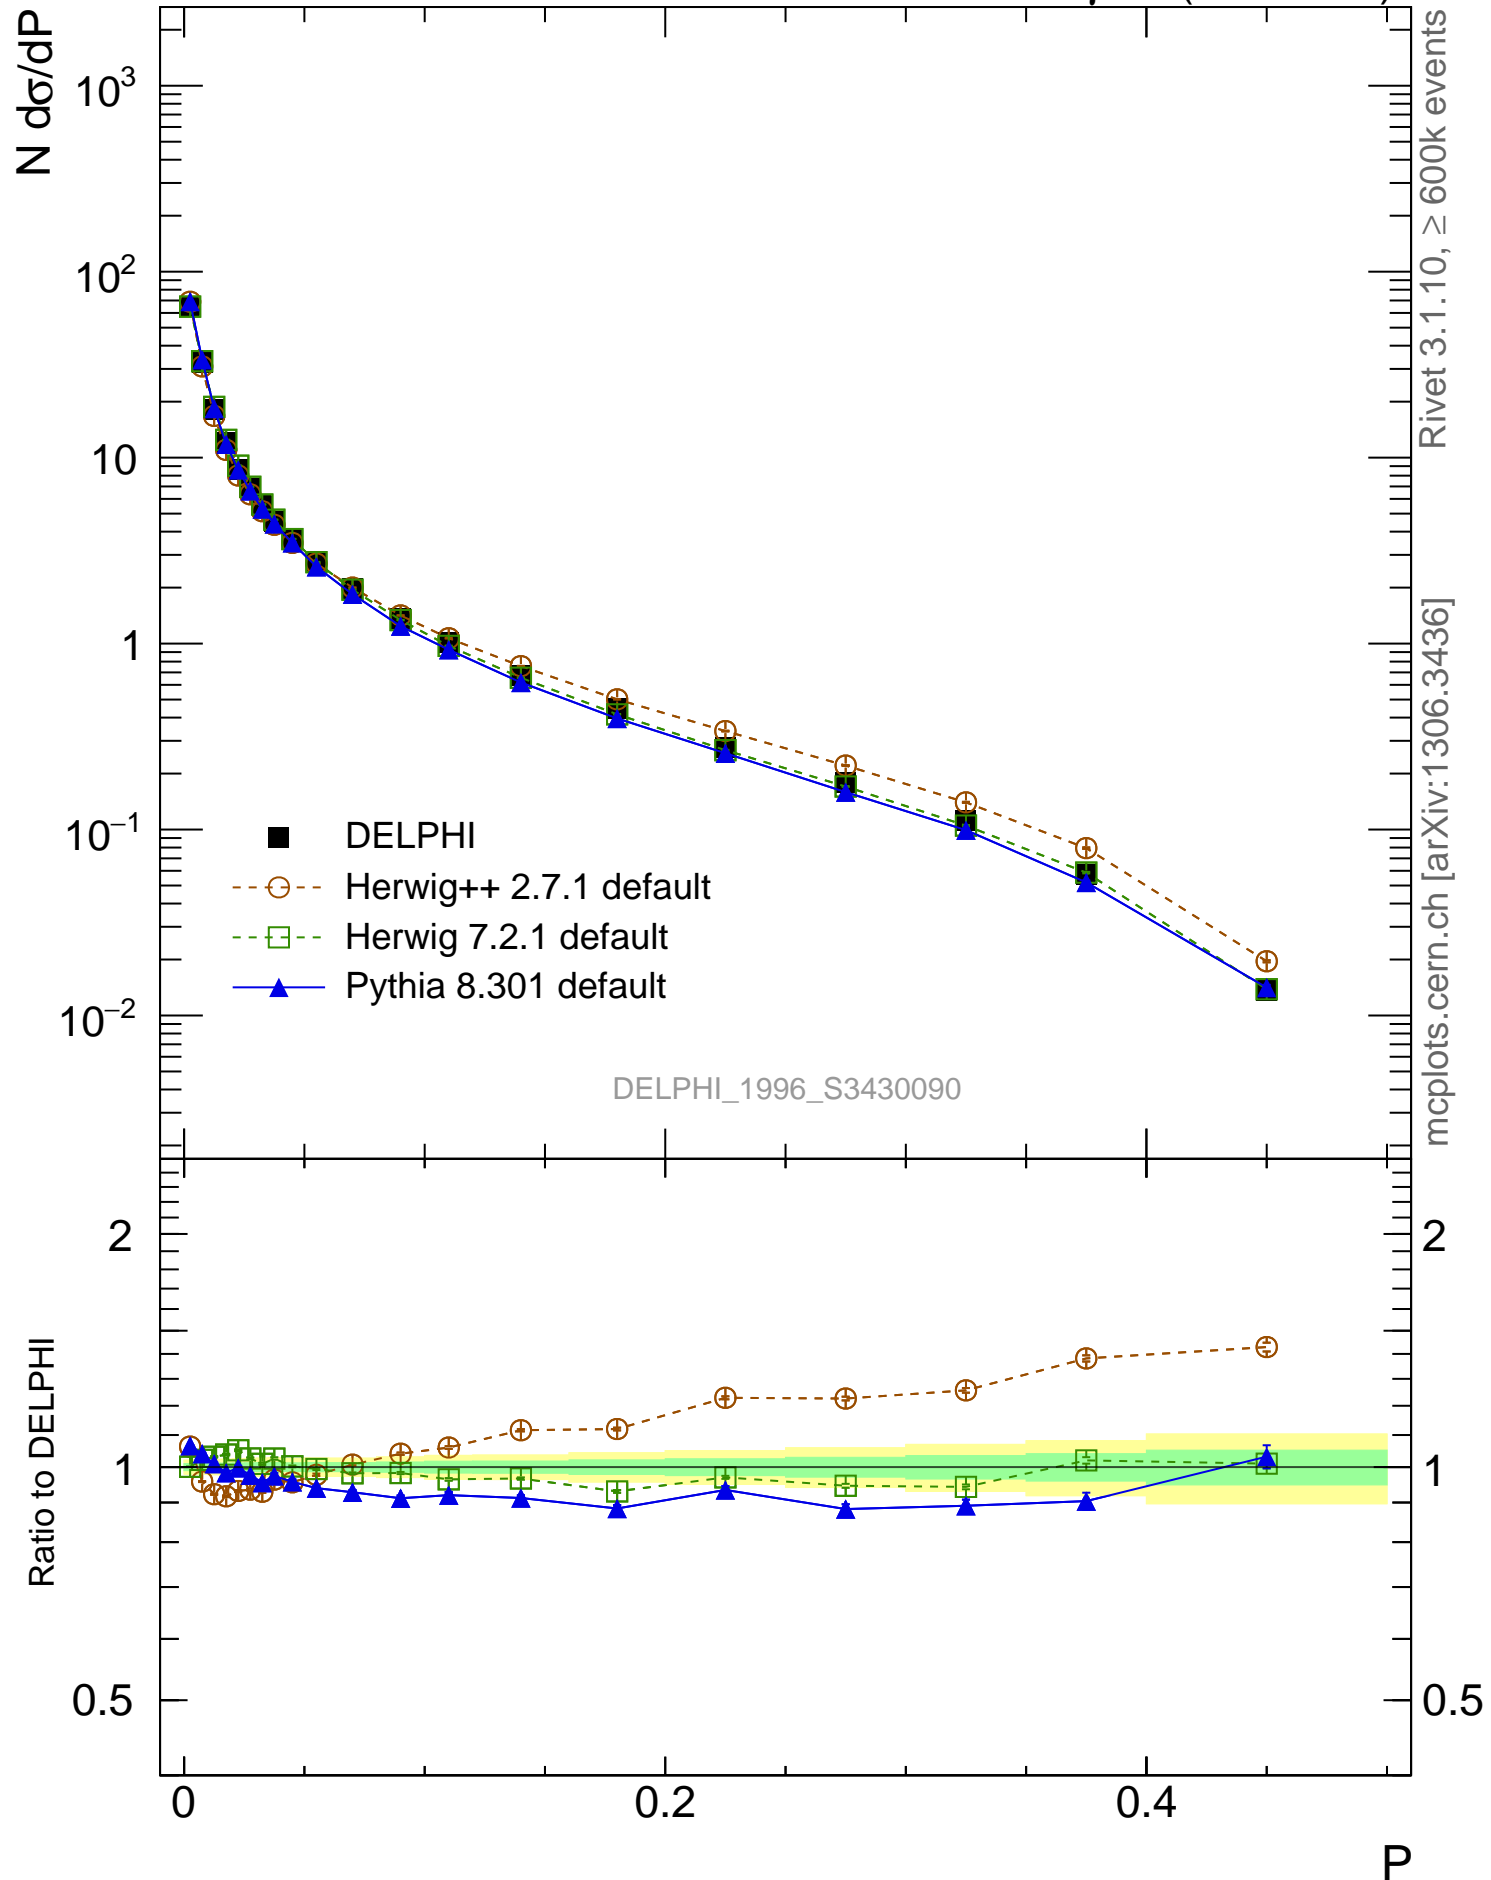 N dσ/dP
10³
10²
10
1
10⁻¹
10⁻²
DELPHI
Herwig++ 2.7.1 default
Herwig 7.2.1 default
Pythia 8.301 default
DELPHI_1996_S3430090
Rivet 3.1.10, ≥ 600k events
mcplots.cern.ch [arXiv:1306.3436]
Ratio to DELPHI
2
1
0.5
2
1
0.5
0
0.2
0.4
P